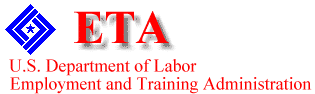 ETA
U.S. Department of Labor
Employment and Training Administration